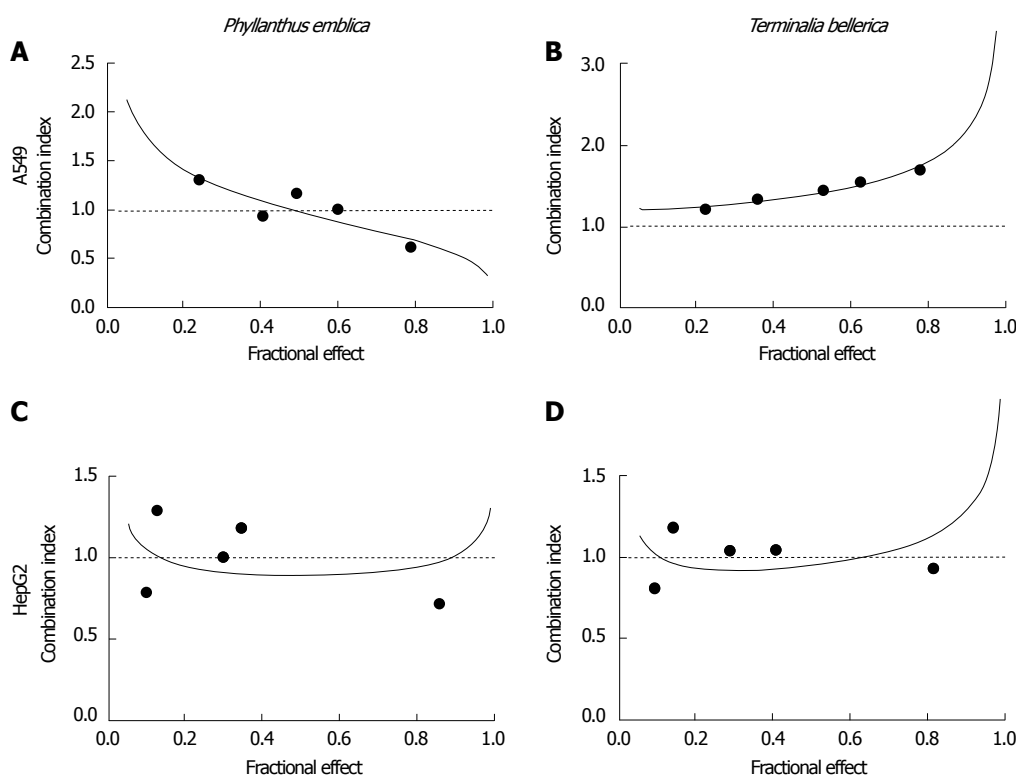 Phyllanthus emblica
Terminalia bellerica
A
A549
Combination index
2.5
2.0
1.5
1.0
0.5
0.0
0.0 0.2 0.4 0.6 0.8 1.0
Fractional effect
B
Combination index
3.0
2.0
1.0
0.0
0.0 0.2 0.4 0.6 0.8 1.0
Fractional effect
C
HepG2
Combination index
1.5
1.0
0.5
0.0
0.0 0.2 0.4 0.6 0.8 1.0
Fractional effect
D
Combination index
1.5
1.0
0.5
0.0
0.0 0.2 0.4 0.6 0.8 1.0
Fractional effect